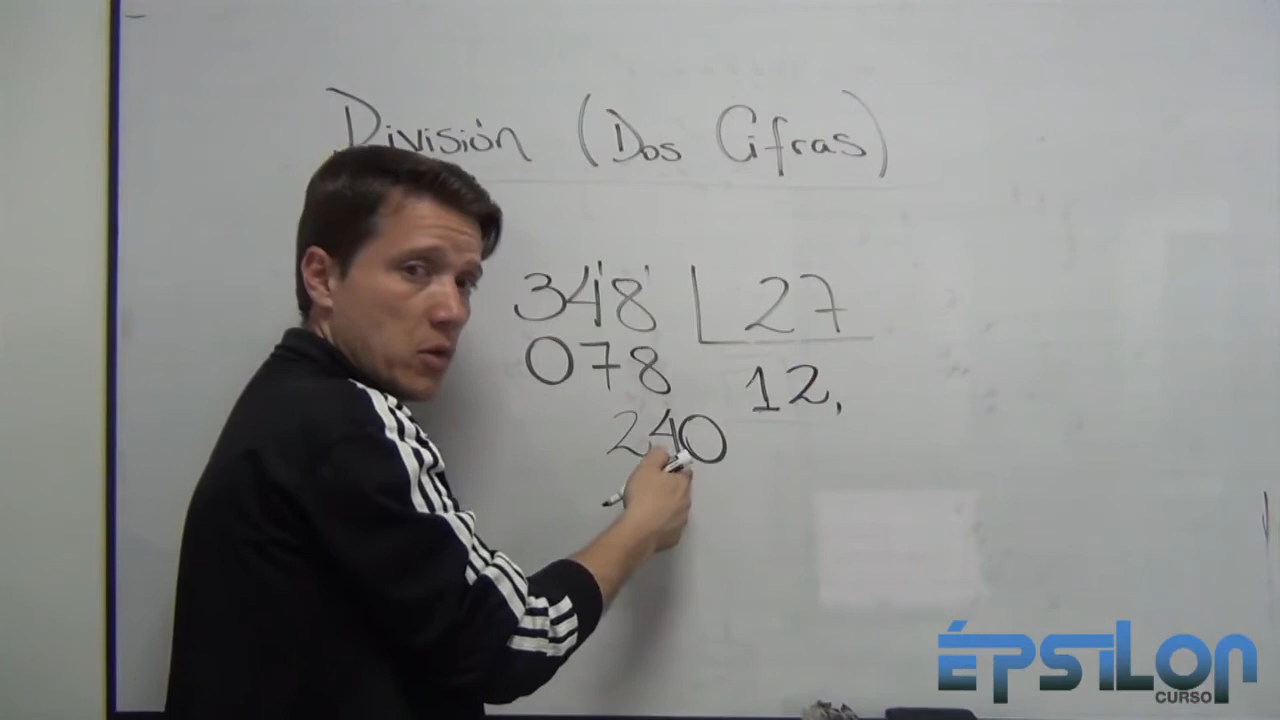 División (Dos Cifras)
348 27
078 12,
240
ÉPSILON
CURSO